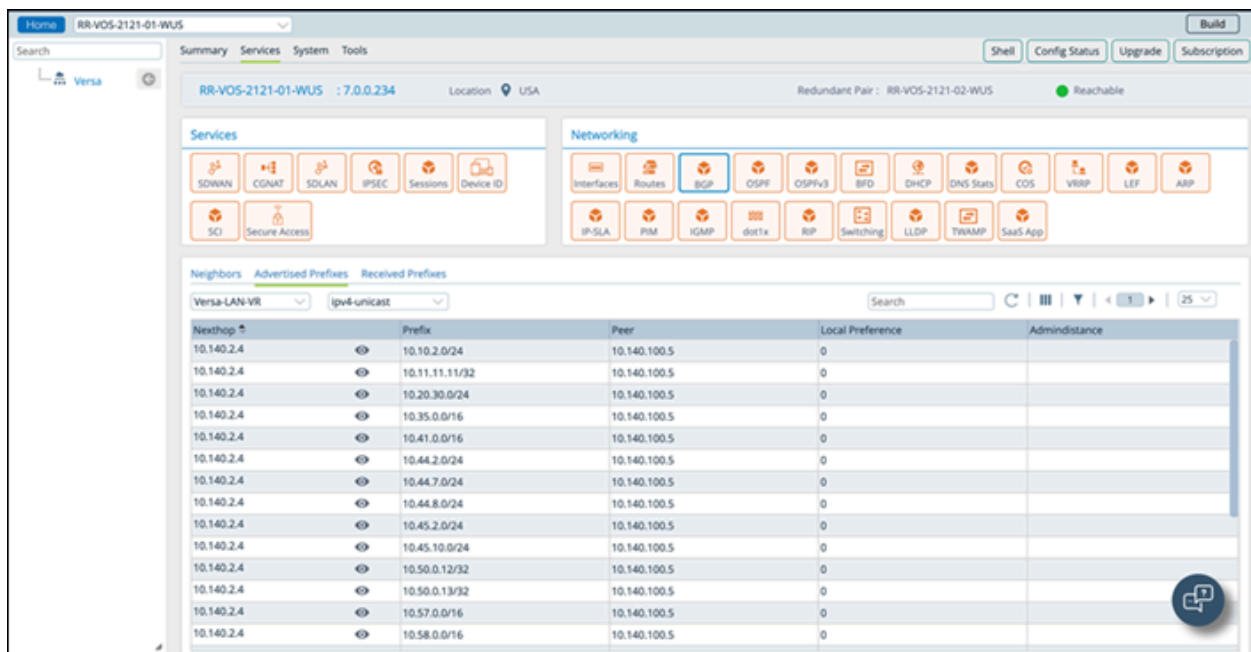 Home RR-VOS-2121-01-WUS Build
Search Summary Services System Tools Shell Config Status Upgrade Subscription
Versa
RR-VOS-2121-01-WUS : 7.0.0.234 Location USA Redundant Pair : RR-VOS-2121-02-WUS Reachable
Services Networking
SDWAN CGNAT SDLAN IPSEC Sessions Device ID Interfaces Routes BGP OSPF OSPFv3 BFD DHCP DNS Stats COS VRRP LEF ARP
SCI Secure Access IP-SLA PIM IGMP dot1x RIP Switching LLDP TWAMP SaaS App
Neighbors Advertised Prefixes Received Prefixes
Versa-LAN-VR ipv4-unicast Search 1 25
Nexthop Prefix Peer Local Preference Admindistance
10.140.2.4 10.10.2.0/24 10.140.100.5 0
10.140.2.4 10.11.11.11/32 10.140.100.5 0
10.140.2.4 10.20.30.0/24 10.140.100.5 0
10.140.2.4 10.35.0.0/16 10.140.100.5 0
10.140.2.4 10.41.0.0/16 10.140.100.5 0
10.140.2.4 10.44.2.0/24 10.140.100.5 0
10.140.2.4 10.44.7.0/24 10.140.100.5 0
10.140.2.4 10.44.8.0/24 10.140.100.5 0
10.140.2.4 10.45.2.0/24 10.140.100.5 0
10.140.2.4 10.45.10.0/24 10.140.100.5 0
10.140.2.4 10.50.0.12/32 10.140.100.5 0
10.140.2.4 10.50.0.13/32 10.140.100.5 0
10.140.2.4 10.57.0.0/16 10.140.100.5 0
10.140.2.4 10.58.0.0/16 10.140.100.5 0